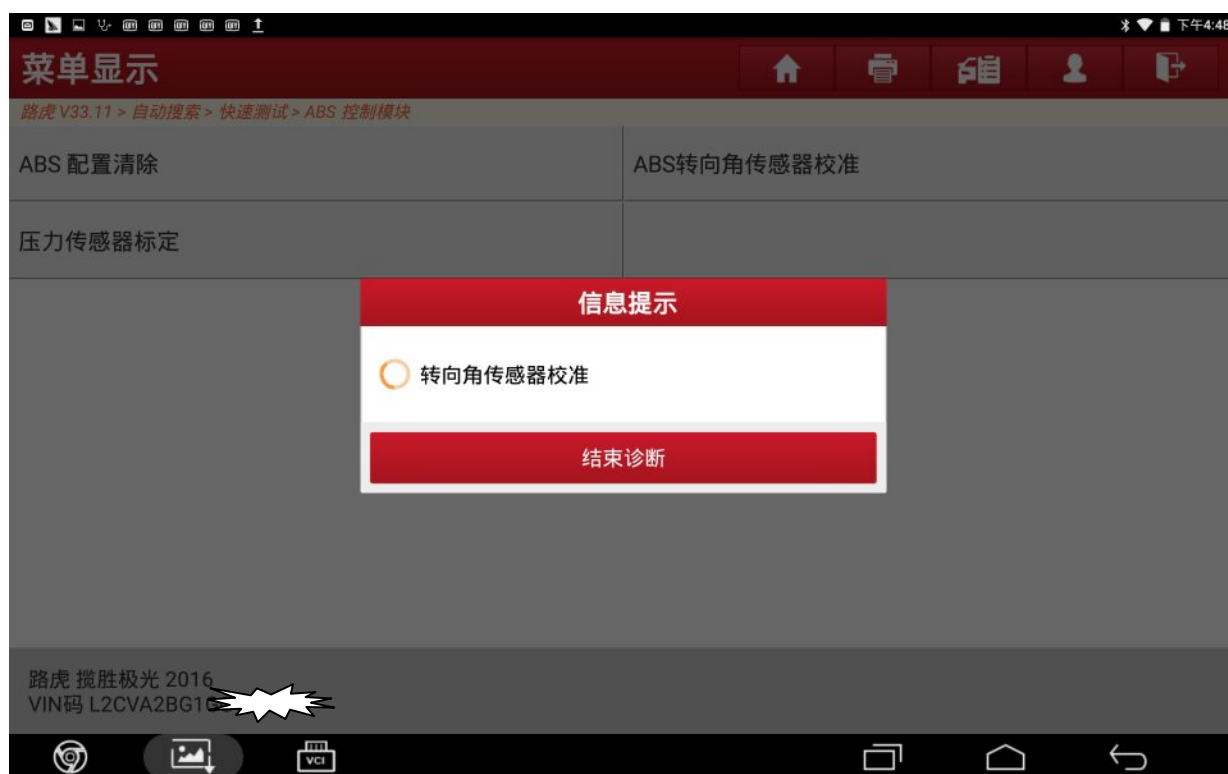 下午4:48
菜单显示
路虎 V33.11 > 自动搜索 > 快速测试 > ABS 控制模块
ABS 配置清除
ABS转向角传感器校准
压力传感器标定
信息提示
转向角传感器校准
结束诊断
路虎 揽胜极光 2016
VIN码 L2CVA2BG1
VCI